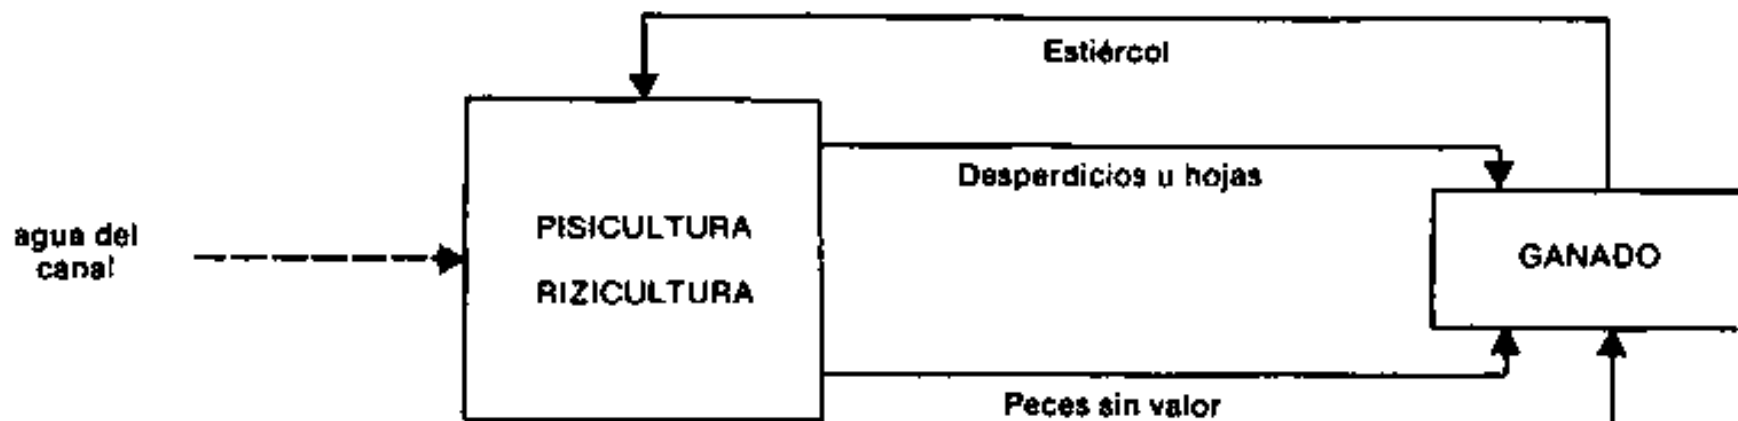 Estiércol
Desperdicios u hojas
agua del
canal
PISICULTURA
RIZICULTURA
GANADO
Peces sin valor